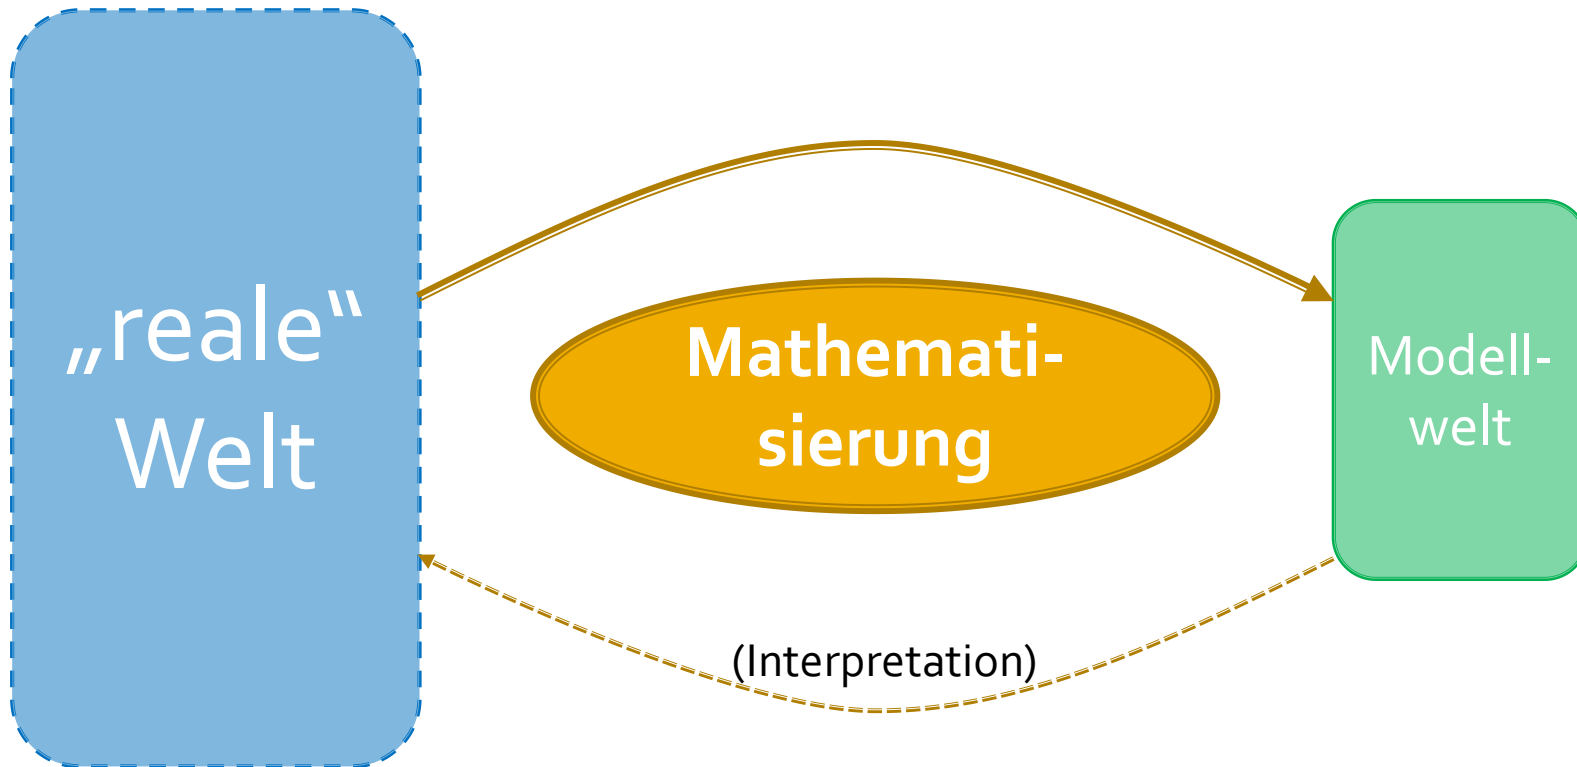 „reale“
Welt
Mathemati-
sierung
Modell-
welt
(Interpretation)